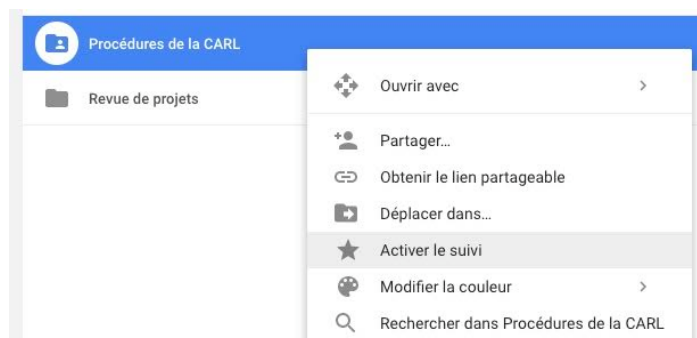 Procédures de la CARL
Revue de projets
Ouvrir avec
Partager...
Obtenir le lien partageable
Déplacer dans...
Activer le suivi
Modifier la couleur
Rechercher dans Procédures de la CARL